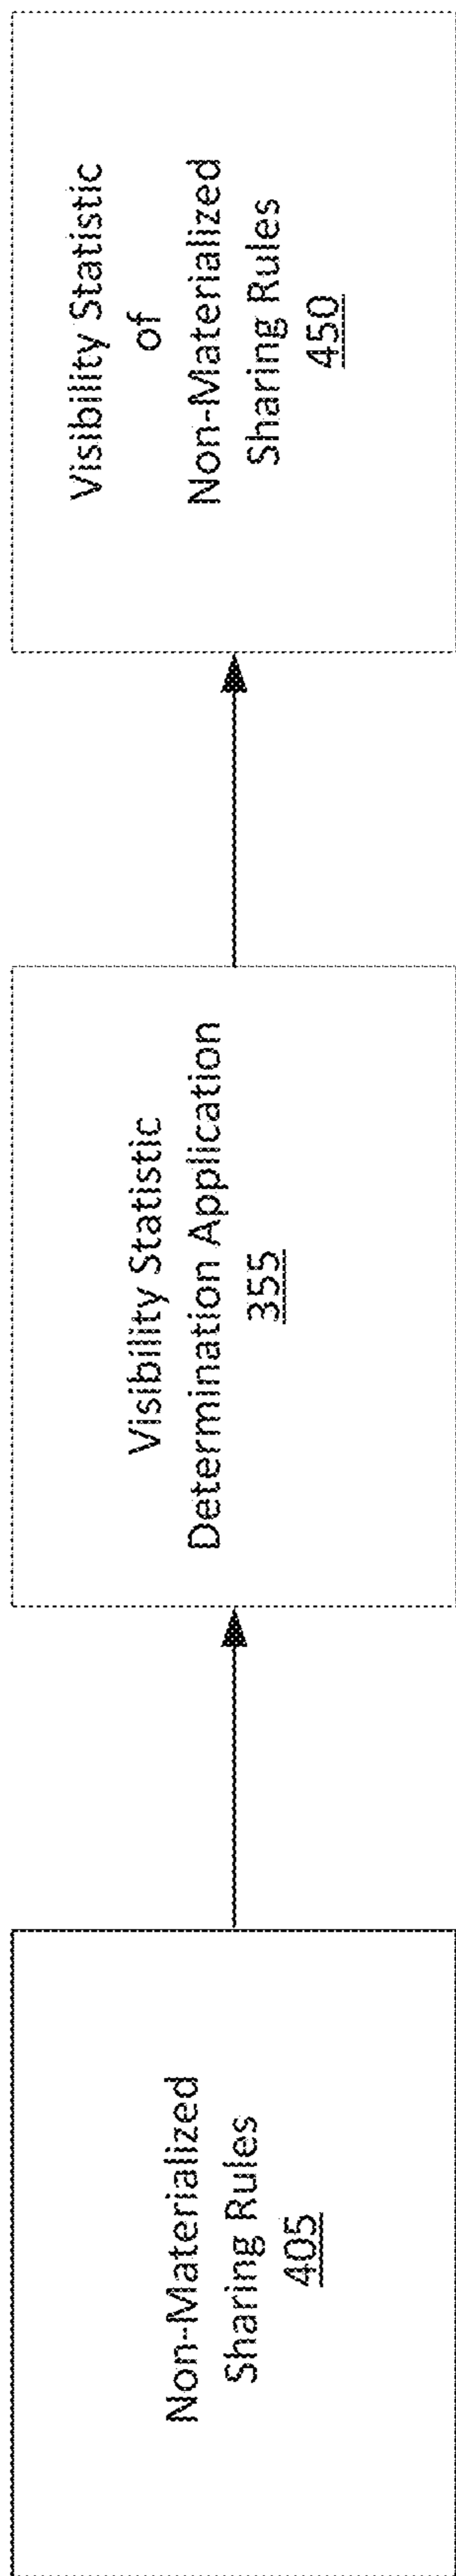 Non-Materialized
Sharing Rules
405
Visibility Statistic
Determination Application
355
Visibility Statistic
of
Non-Materialized
Sharing Rules
450